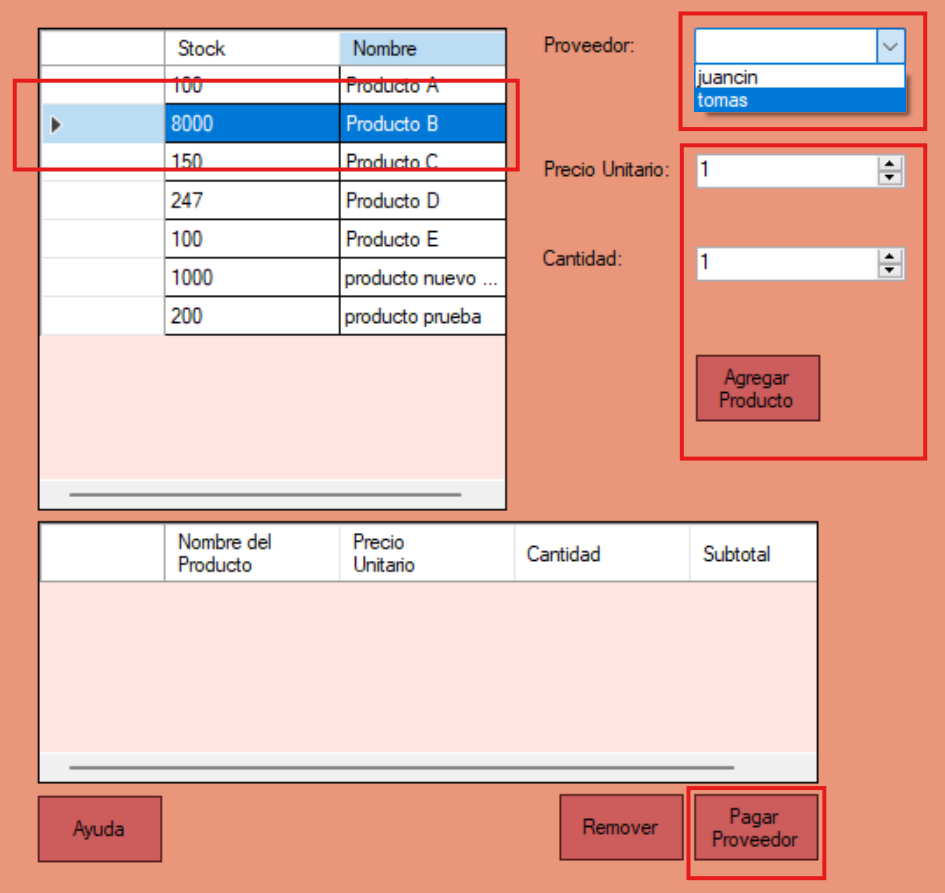 Stock Nombre
100 Producto A
8000 Producto B
150 Producto C
247 Producto D
100 Producto E
1000 producto nuevo ...
200 producto prueba
Proveedor:
juancin
tomas
Precio Unitario: 1
Cantidad: 1
Agregar
Producto
Nombre del
Producto
Precio
Unitario
Cantidad
Subtotal
Ayuda
Remover
Pagar
Proveedor